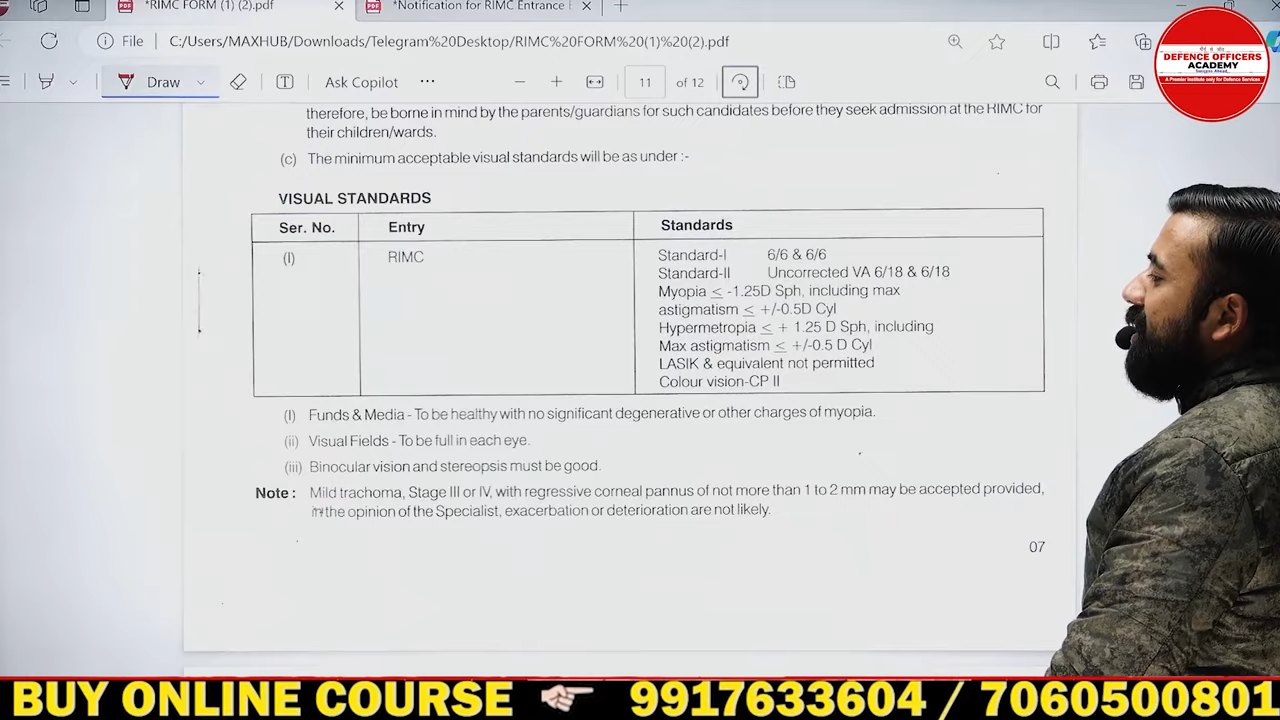 *RIMC FORM (1) (2).pdf
*Notification for RIMC Entrance
File C:/Users/MAXHUB/Downloads/Telegram%20Desktop/RIMC%20FORM%20(1)%20(2).pdf
Draw
Ask Copilot
11 of 12
DEFENCE OFFICERS
ACADEMY
A Premier Institute only for Defence Services
therefore, be borne in mind by the parents/guardians for such candidates before they seek admission at the RIMC for
their children/wards.
(c) The minimum acceptable visual standards will be as under :-
VISUAL STANDARDS
Ser. No. Entry Standards
(I) RIMC Standard-I 6/6 & 6/6
Standard-II Uncorrected VA 6/18 & 6/18
Myopia ≤ -1.25D Sph, including max
astigmatism ≤ +/-0.5D Cyl
Hypermetropia ≤ + 1.25 D Sph, including
Max astigmatism ≤ +/-0.5 D Cyl
LASIK & equivalent not permitted
Colour vision-CP II
(I) Funds & Media - To be healthy with no significant degenerative or other charges of myopia.
(ii) Visual Fields - To be full in each eye.
(iii) Binocular vision and stereopsis must be good.
Note : Mild trachoma, Stage III or IV, with regressive corneal pannus of not more than 1 to 2 mm may be accepted provided,
in the opinion of the Specialist, exacerbation or deterioration are not likely.
07
BUY ONLINE COURSE 9917633604 / 7060500801